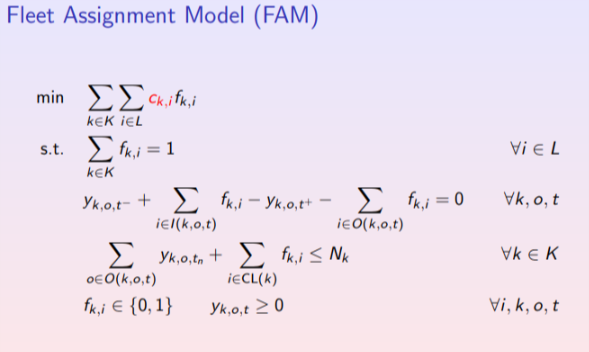 Fleet Assignment Model (FAM)
min ∑_{k∈K} ∑_{i∈L} c_{k,i} f_{k,i}
s.t. ∑_{k∈K} f_{k,i} = 1 ∀i ∈ L
y_{k,o,t⁻} + ∑_{i∈I(k,o,t)} f_{k,i} − y_{k,o,t⁺} − ∑_{i∈O(k,o,t)} f_{k,i} = 0 ∀k, o, t
∑_{o∈O(k,o,t)} y_{k,o,t_n} + ∑_{i∈CL(k)} f_{k,i} ≤ N_k ∀k ∈ K
f_{k,i} ∈ {0, 1} y_{k,o,t} ≥ 0 ∀i, k, o, t